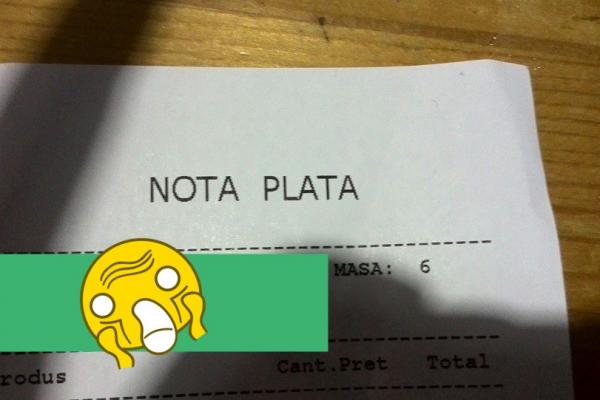 NOTA PLATA
MASA: 6
rodus Cant.Pret Total